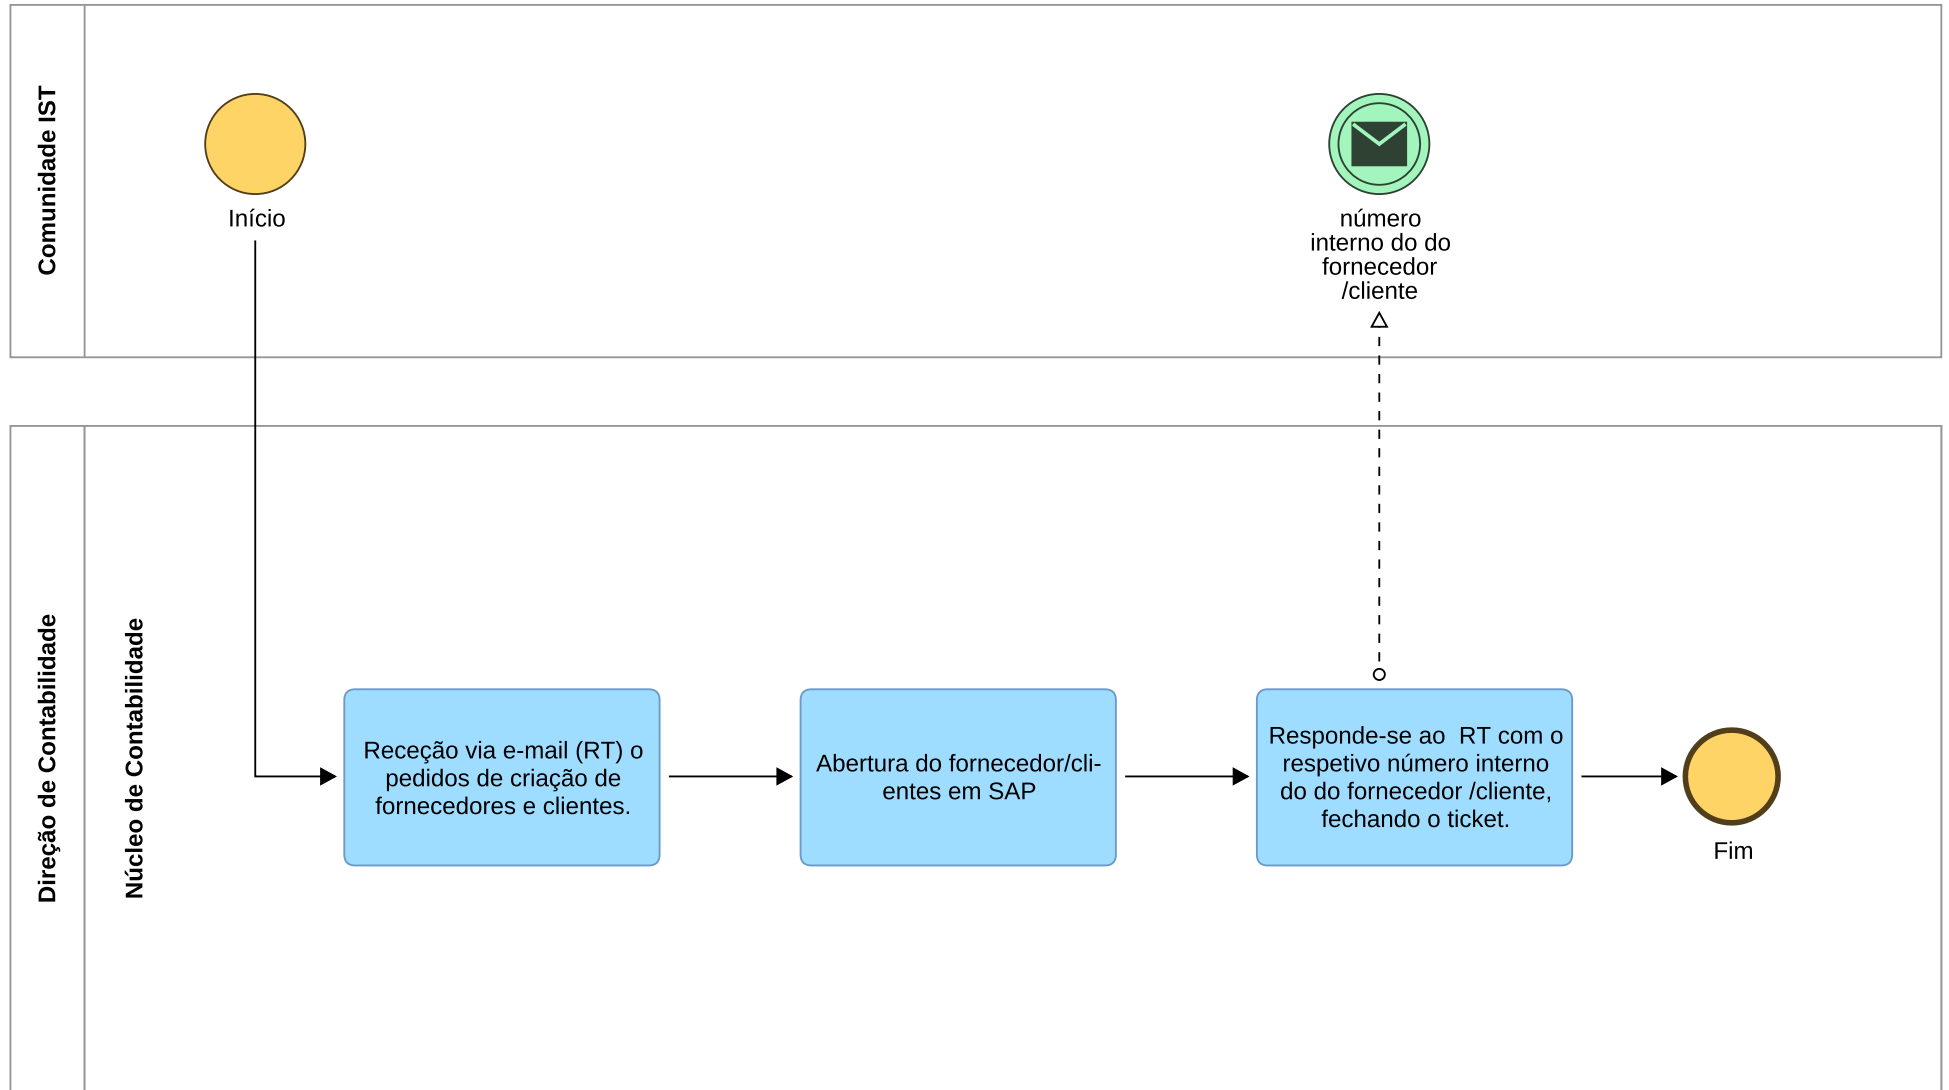 Comunidade IST
Início
número
interno do do
fornecedor
/cliente
Direção de Contabilidade
Núcleo de Contabilidade
Receção via e-mail (RT) o
pedidos de criação de
fornecedores e clientes.
Abertura do fornecedor/cli-
entes em SAP
Responde-se ao  RT com o
respetivo número interno
do do fornecedor /cliente,
fechando o ticket.
Fim